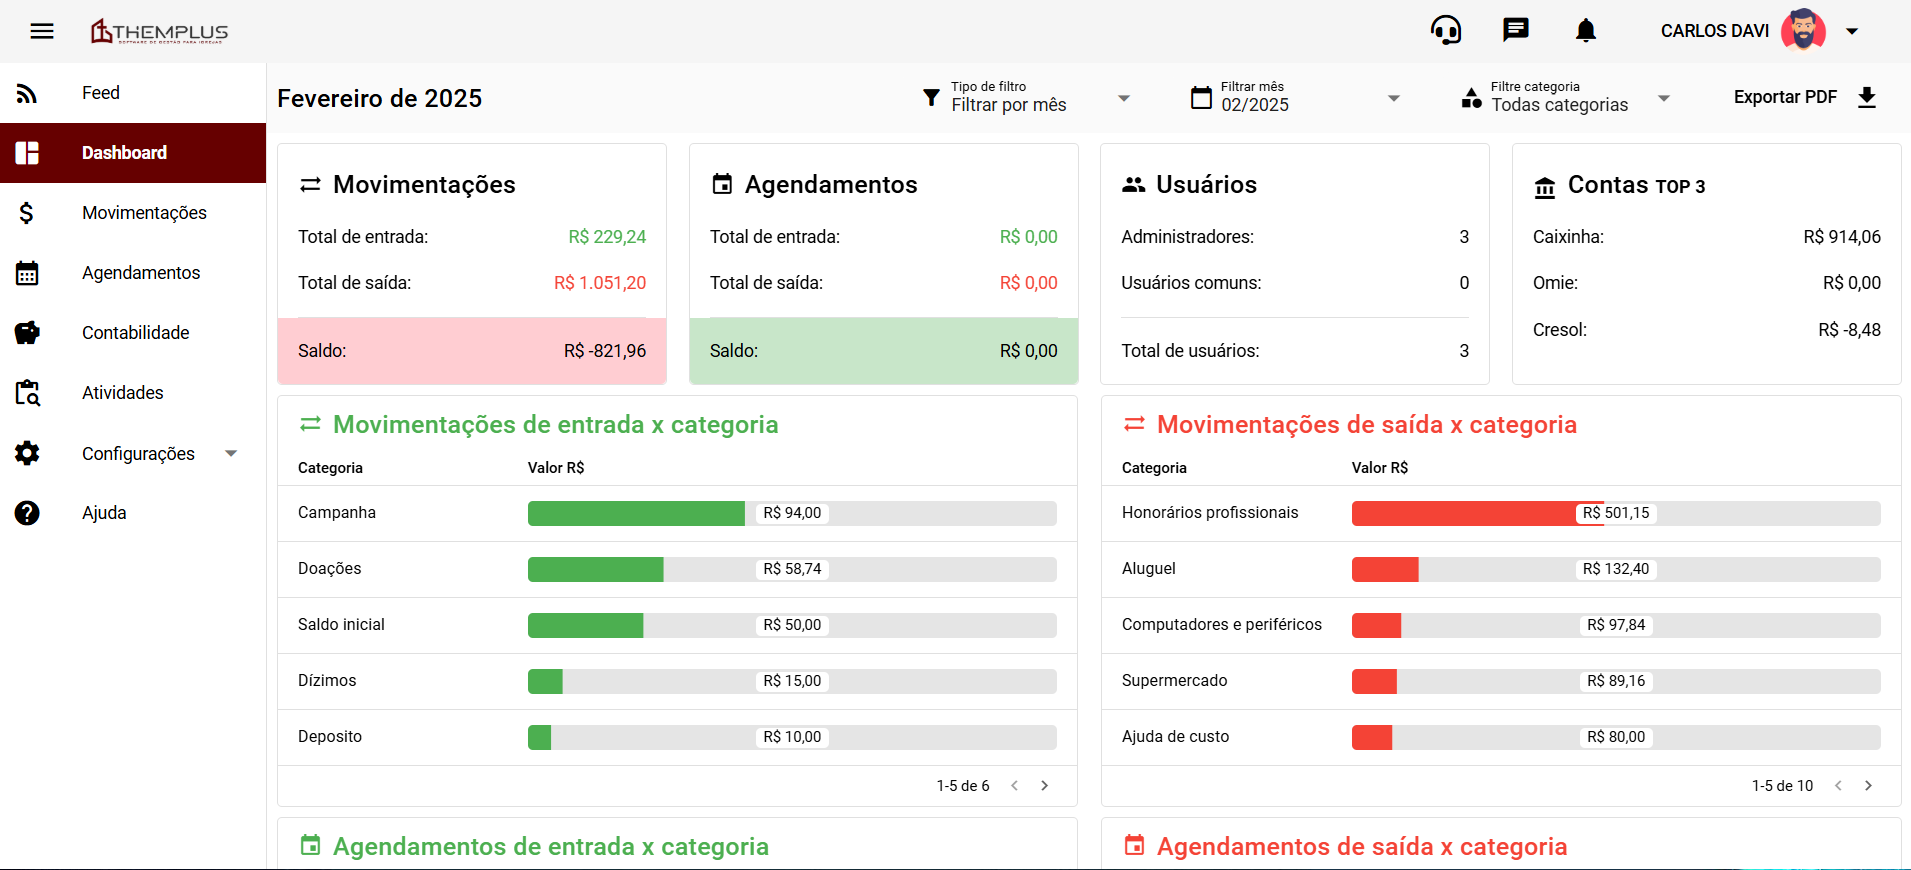 THEMPLUS
SOFTWARE DE GESTÃO PARA IGREJAS
CARLOS DAVI
Feed
Dashboard
Movimentações
Agendamentos
Contabilidade
Atividades
Configurações
Ajuda
Fevereiro de 2025
Tipo de filtro
Filtrar por mês
Filtrar mês
02/2025
Filtre categoria
Todas categorias
Exportar PDF
Movimentações
Total de entrada: R$ 229,24
Total de saída: R$ 1.051,20
Saldo: R$ -821,96
Agendamentos
Total de entrada: R$ 0,00
Total de saída: R$ 0,00
Saldo: R$ 0,00
Usuários
Administradores: 3
Usuários comuns: 0
Total de usuários: 3
Contas TOP 3
Caixinha: R$ 914,06
Omie: R$ 0,00
Cresol: R$ -8,48
Movimentações de entrada x categoria
Categoria Valor R$
Campanha R$ 94,00
Doações R$ 58,74
Saldo inicial R$ 50,00
Dízimos R$ 15,00
Deposito R$ 10,00
1-5 de 6
Movimentações de saída x categoria
Categoria Valor R$
Honorários profissionais R$ 501,15
Aluguel R$ 132,40
Computadores e periféricos R$ 97,84
Supermercado R$ 89,16
Ajuda de custo R$ 80,00
1-5 de 10
Agendamentos de entrada x categoria
Agendamentos de saída x categoria